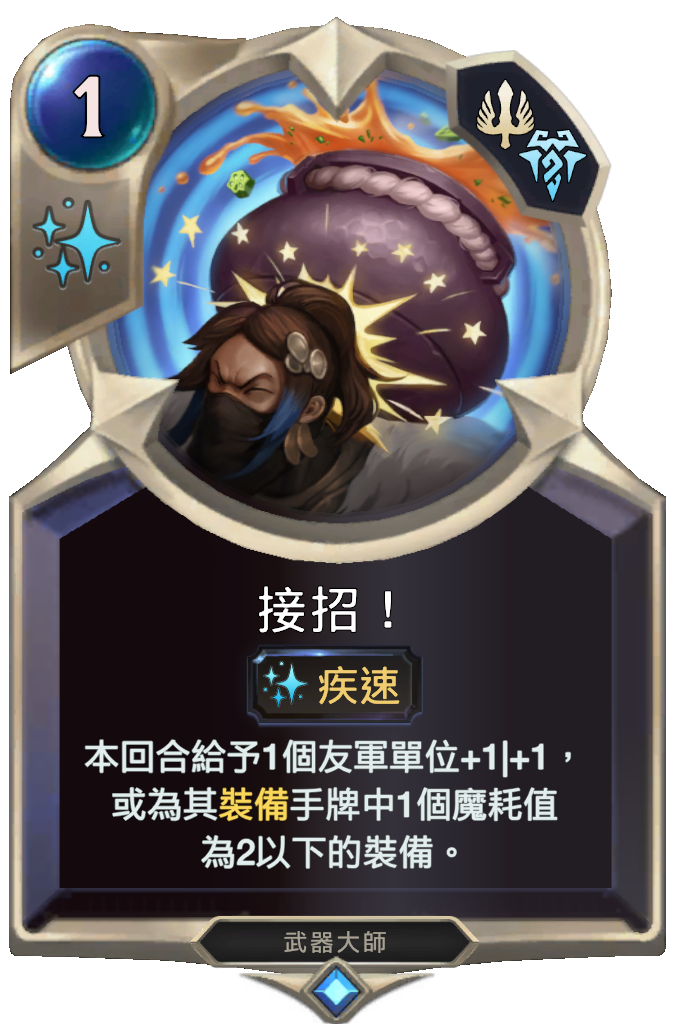 1
接招！
疾速
本回合給予1個友軍單位+1|+1，
或為其裝備手牌中1個魔耗值
為2以下的裝備。
武器大師